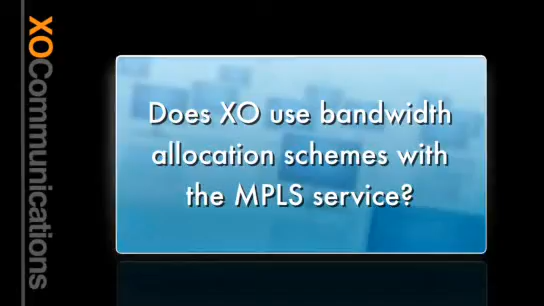 XOCommunications
Does XO use bandwidth
allocation schemes with
the MPLS service?